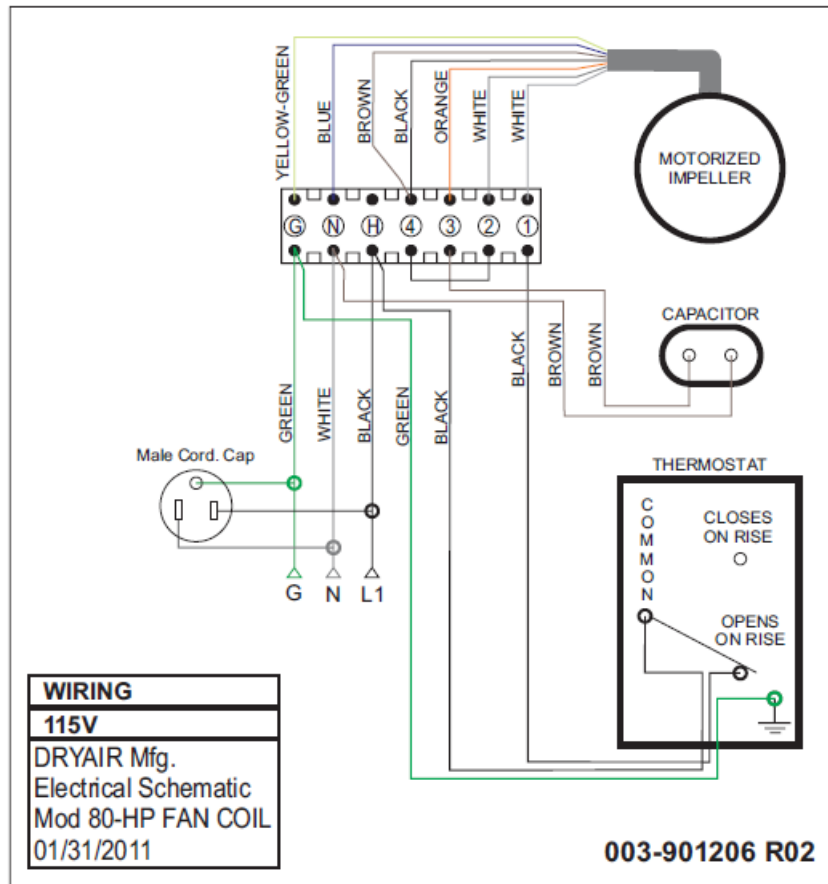 YELLOW-GREEN
BLUE
BROWN
BLACK
ORANGE
WHITE
WHITE
MOTORIZED
IMPELLER
G
N
H
4
3
2
1
CAPACITOR
GREEN
WHITE
BLACK
GREEN
BLACK
BLACK
BROWN
BROWN
Male Cord. Cap
G
N
L1
THERMOSTAT
COMMON
CLOSES
ON RISE
OPENS
ON RISE
WIRING
115V
DRYAIR Mfg.
Electrical Schematic
Mod 80-HP FAN COIL
01/31/2011
003-901206 R02